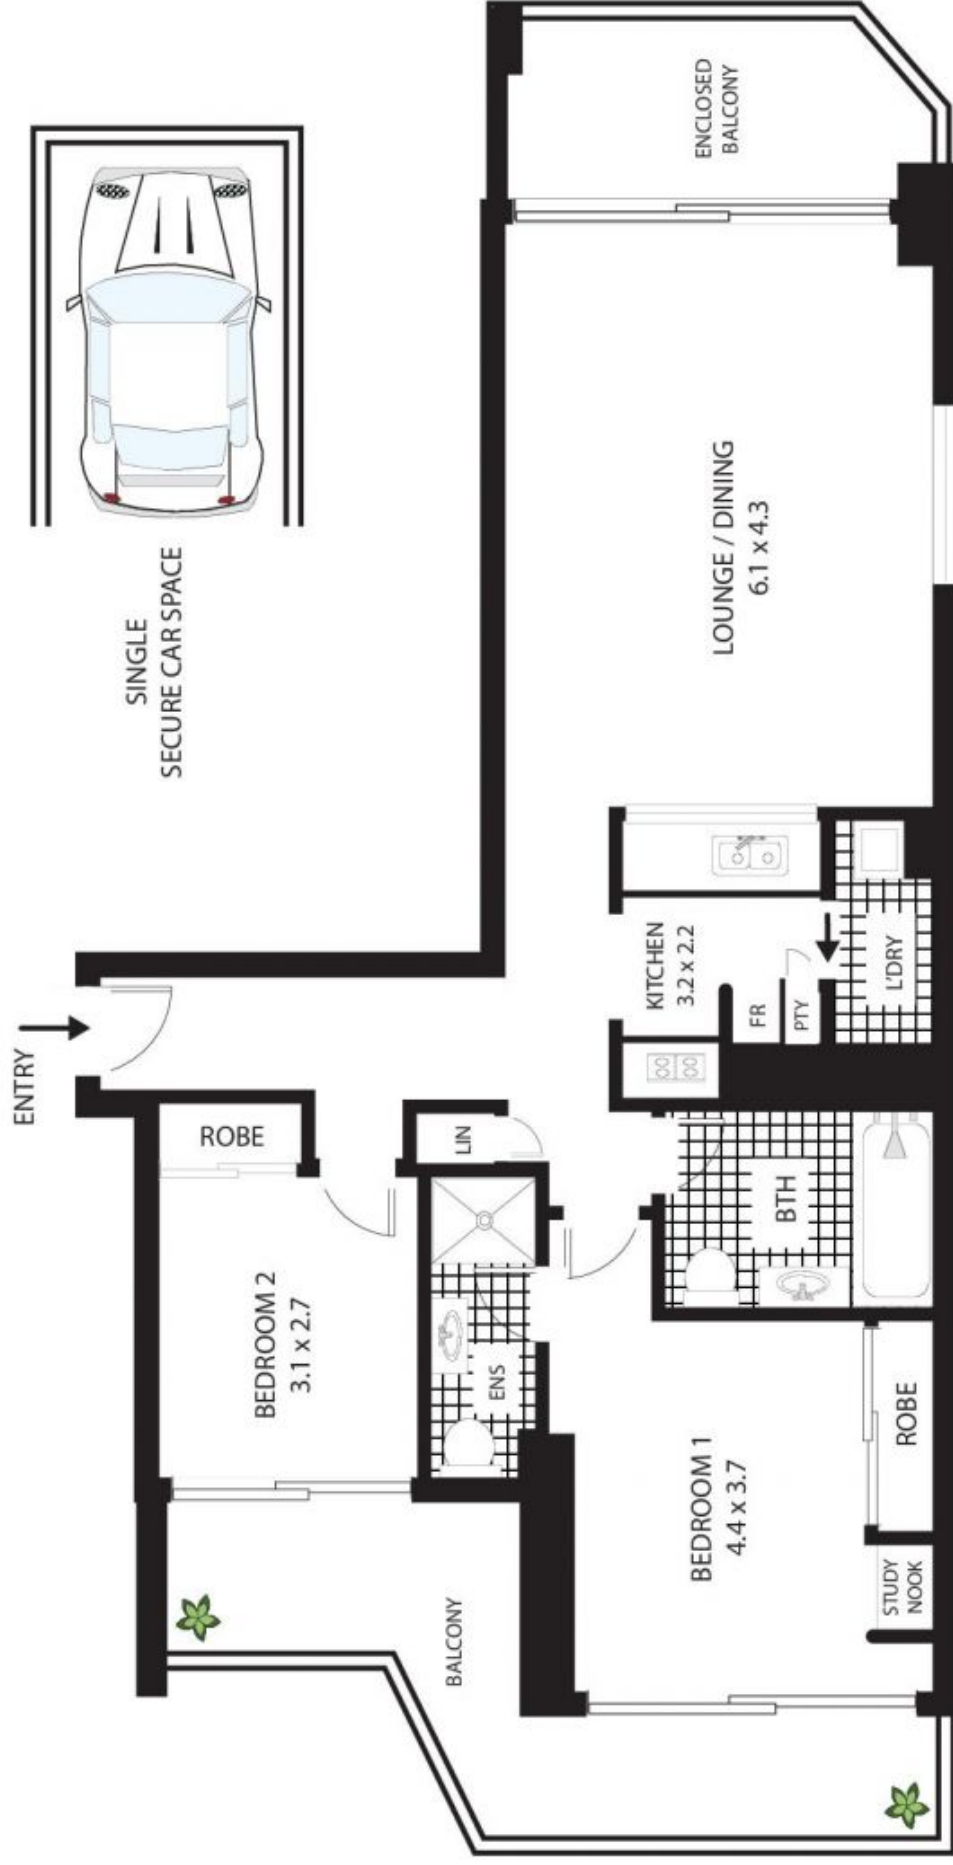 ENTRY
SINGLE
SECURE CAR SPACE
ENCLOSED
BALCONY
LOUNGE / DINING
6.1 x 4.3
KITCHEN
3.2 x 2.2
FR
PTY
L'DRY
ROBE
LIN
BEDROOM 2
3.1 x 2.7
ENS
BTH
BEDROOM 1
4.4 x 3.7
ROBE
STUDY
NOOK
BALCONY